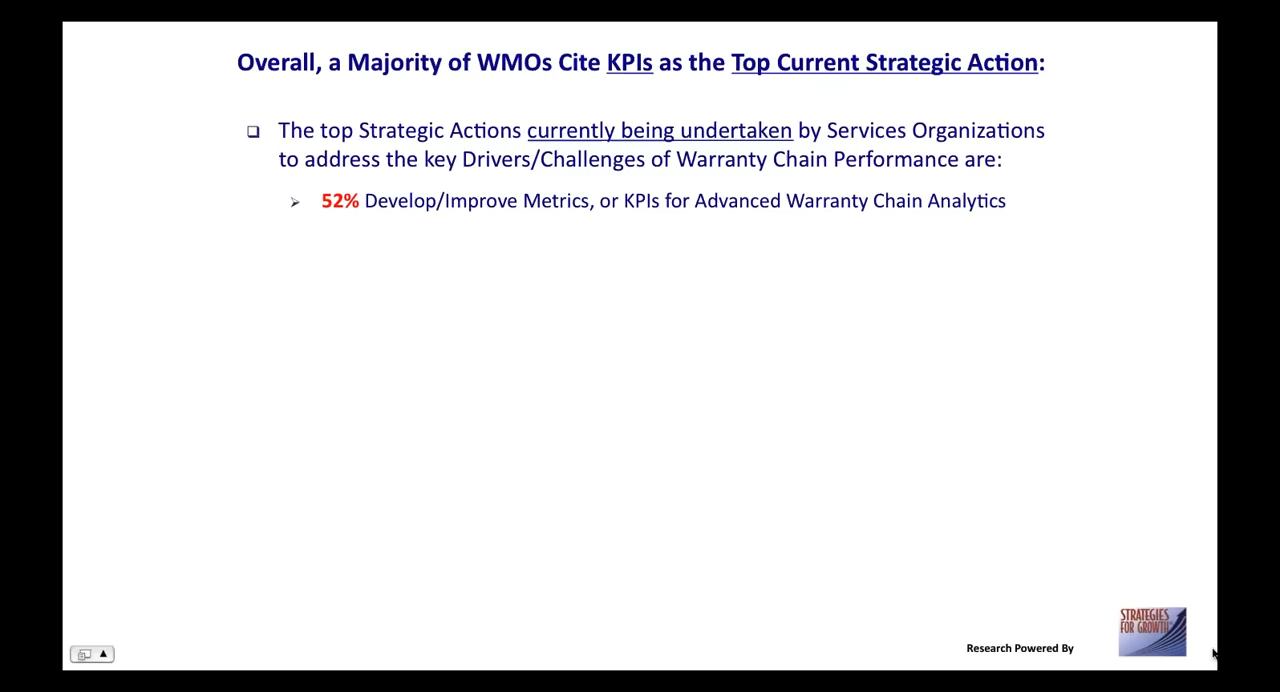 Overall, a Majority of WMOs Cite KPIs as the Top Current Strategic Action:
The top Strategic Actions currently being undertaken by Services Organizations
to address the key Drivers/Challenges of Warranty Chain Performance are:
52% Develop/Improve Metrics, or KPIs for Advanced Warranty Chain Analytics
Research Powered By
STRATEGIES
FOR GROWTH